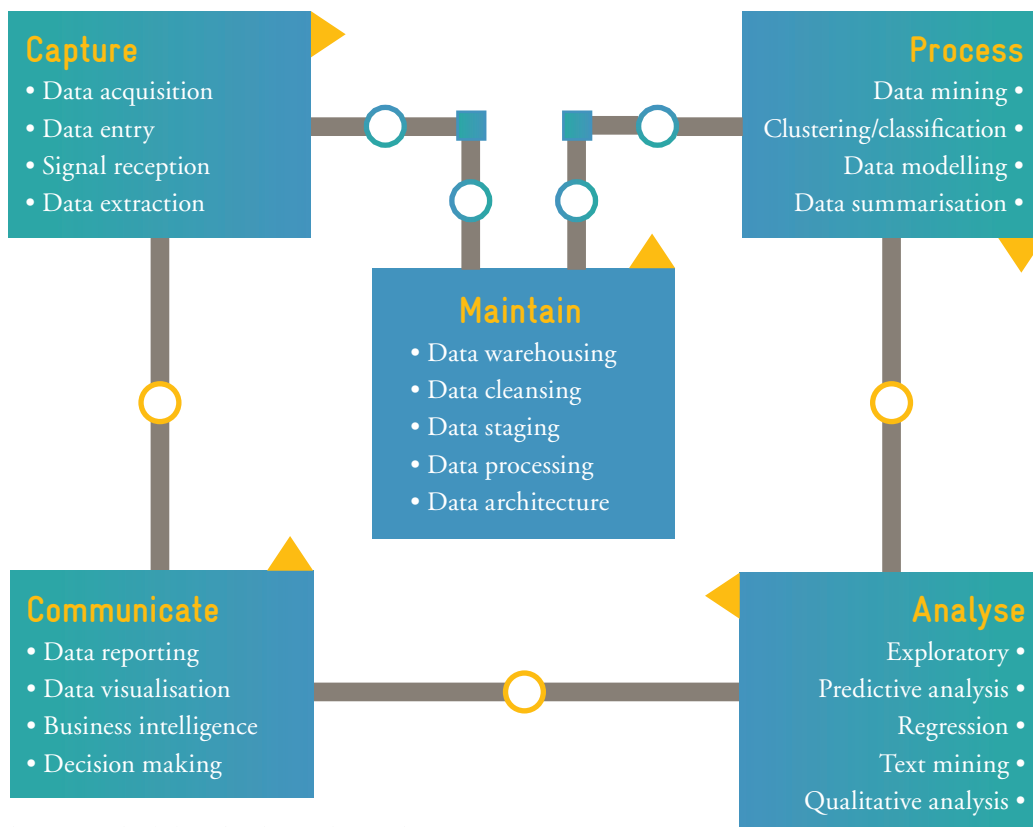 Capture
• Data acquisition
• Data entry
• Signal reception
• Data extraction
Process
Data mining •
Clustering/classification •
Data modelling •
Data summarisation •
Maintain
• Data warehousing
• Data cleansing
• Data staging
• Data processing
• Data architecture
Communicate
• Data reporting
• Data visualisation
• Business intelligence
• Decision making
Analyse
Exploratory •
Predictive analysis •
Regression •
Text mining •
Qualitative analysis •